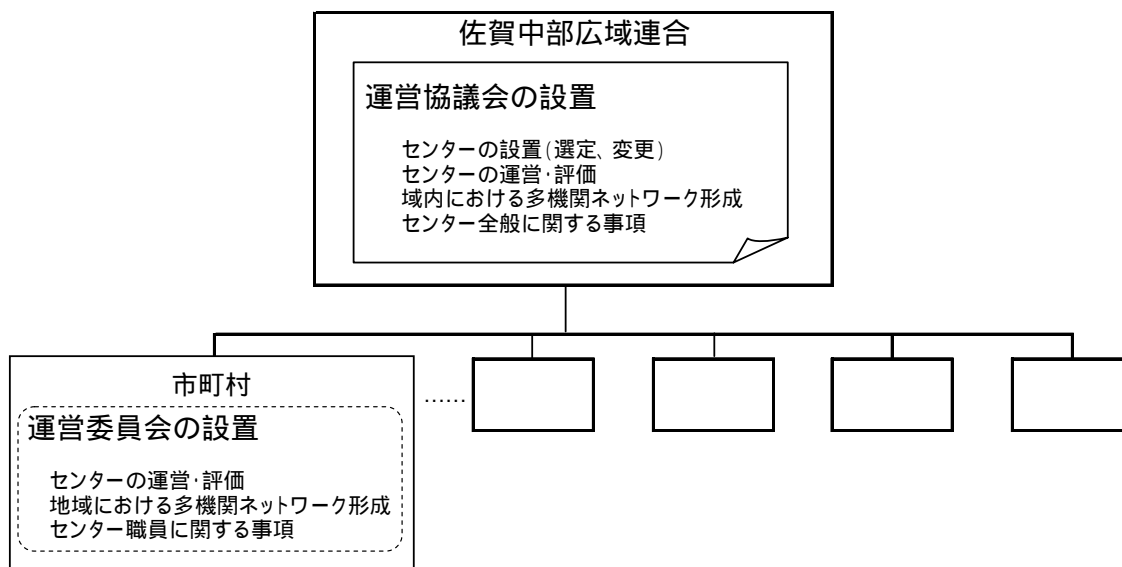 佐賀中部広域連合
運営協議会の設置
センターの設置(選定、変更)
センターの運営・評価
域内における多機関ネットワーク形成
センター全般に関する事項
市町村
……
運営委員会の設置
センターの運営・評価
地域における多機関ネットワーク形成
センター職員に関する事項